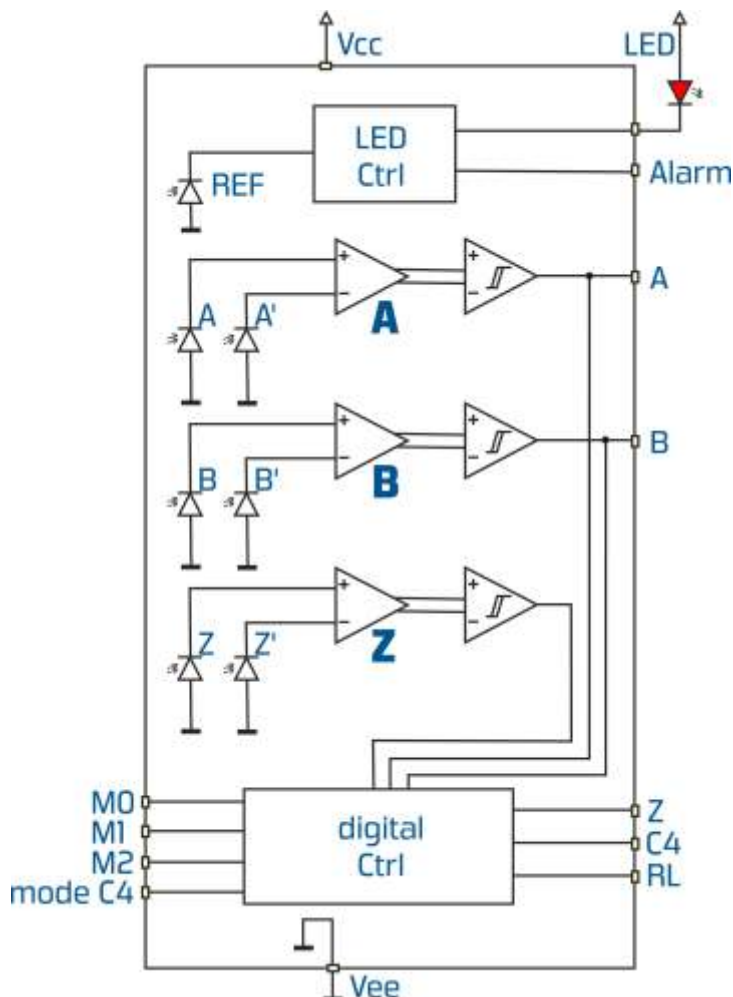 Vcc
LED
LED
Ctrl
REF
Alarm
+
+
A
A
A'
−
−
A
+
+
B
B
B'
−
−
B
+
+
Z
Z'
−
−
Z
M0
M1
M2
mode C4
digital
Ctrl
Z
C4
RL
Vee